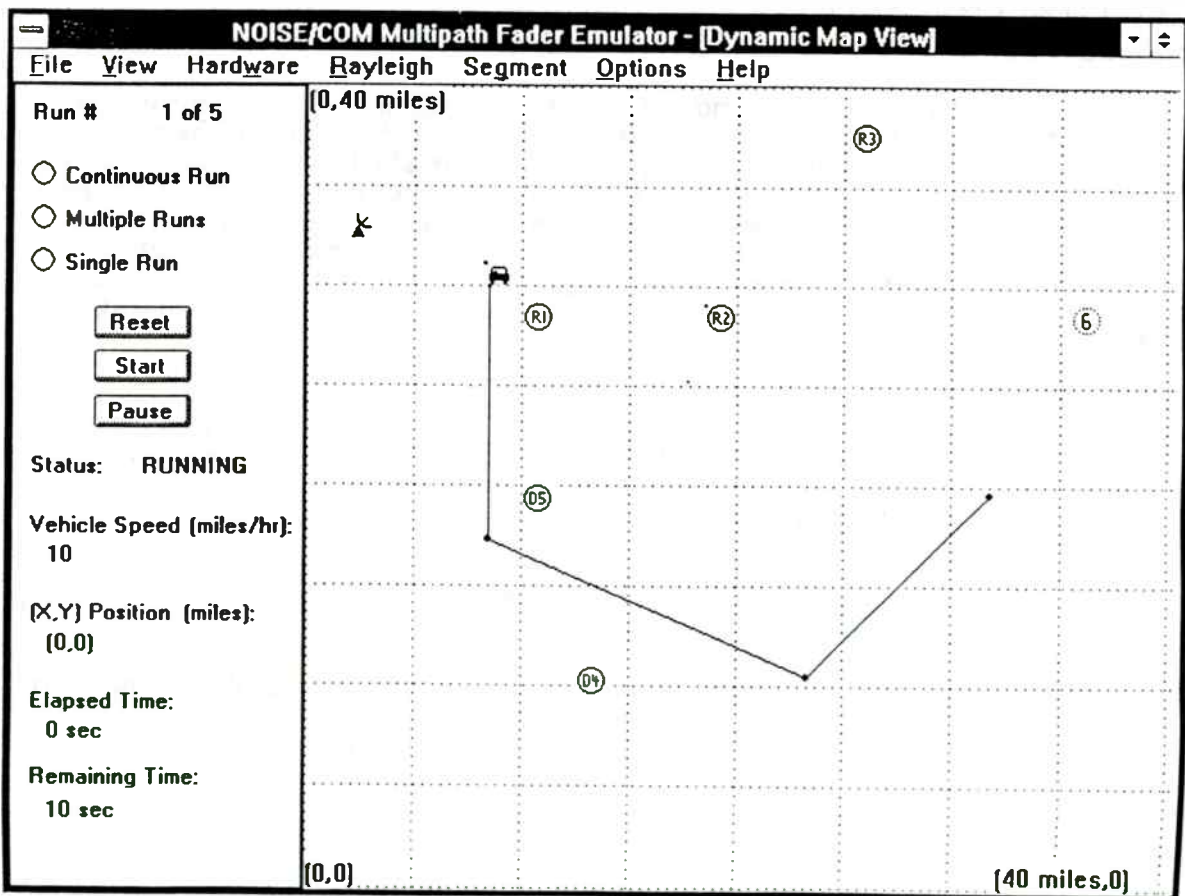 NOISE/COM Multipath Fader Emulator - [Dynamic Map View]
File View Hardware Rayleigh Segment Options Help
Run # 1 of 5
Continuous Run
Multiple Runs
Single Run
Reset
Start
Pause
Status: RUNNING
Vehicle Speed (miles/hr):
10
(X,Y) Position (miles):
(0,0)
Elapsed Time:
0 sec
Remaining Time:
10 sec
[0,40 miles]
R3
R1
R2
6
D5
D4
[0,0]
[40 miles,0]